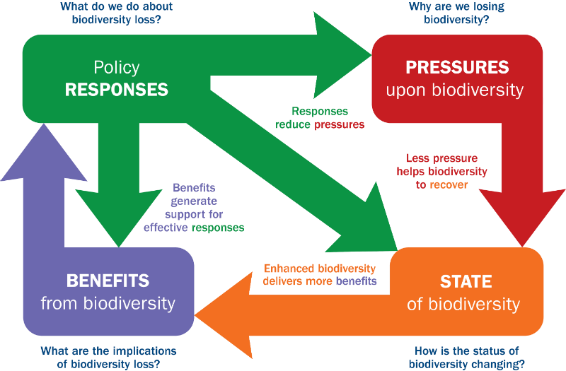 What do we do about
biodiversity loss?
Why are we losing
biodiversity?
Policy
RESPONSES
PRESSURES
upon biodiversity
Responses
reduce pressures
Less pressure
helps biodiversity
to recover
Benefits
generate
support for
effective responses
BENEFITS
from biodiversity
Enhanced biodiversity
delivers more benefits
STATE
of biodiversity
What are the implications
of biodiversity loss?
How is the status of
biodiversity changing?